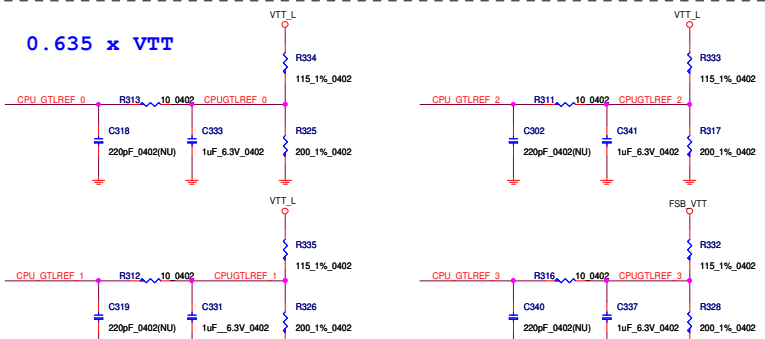 0.635 x VTT
VTT_L
R334
115_1%_0402
CPU_GTLREF_0
R313
10_0402
CPUGTLREF_0
C318
220pF_0402(NU)
C333
1uF_6.3V_0402
R325
200_1%_0402
VTT_L
R333
115_1%_0402
CPU_GTLREF_2
R311
10_0402
CPUGTLREF_2
C302
220pF_0402(NU)
C341
1uF_6.3V_0402
R317
200_1%_0402
VTT_L
R335
115_1%_0402
CPU_GTLREF_1
R312
10_0402
CPUGTLREF_1
C319
220pF_0402(NU)
C331
1uF__6.3V_0402
R326
200_1%_0402
FSB_VTT
R332
115_1%_0402
CPU_GTLREF_3
R316
10_0402
CPUGTLREF_3
C340
220pF_0402(NU)
C337
1uF_6.3V_0402
R328
200_1%_0402